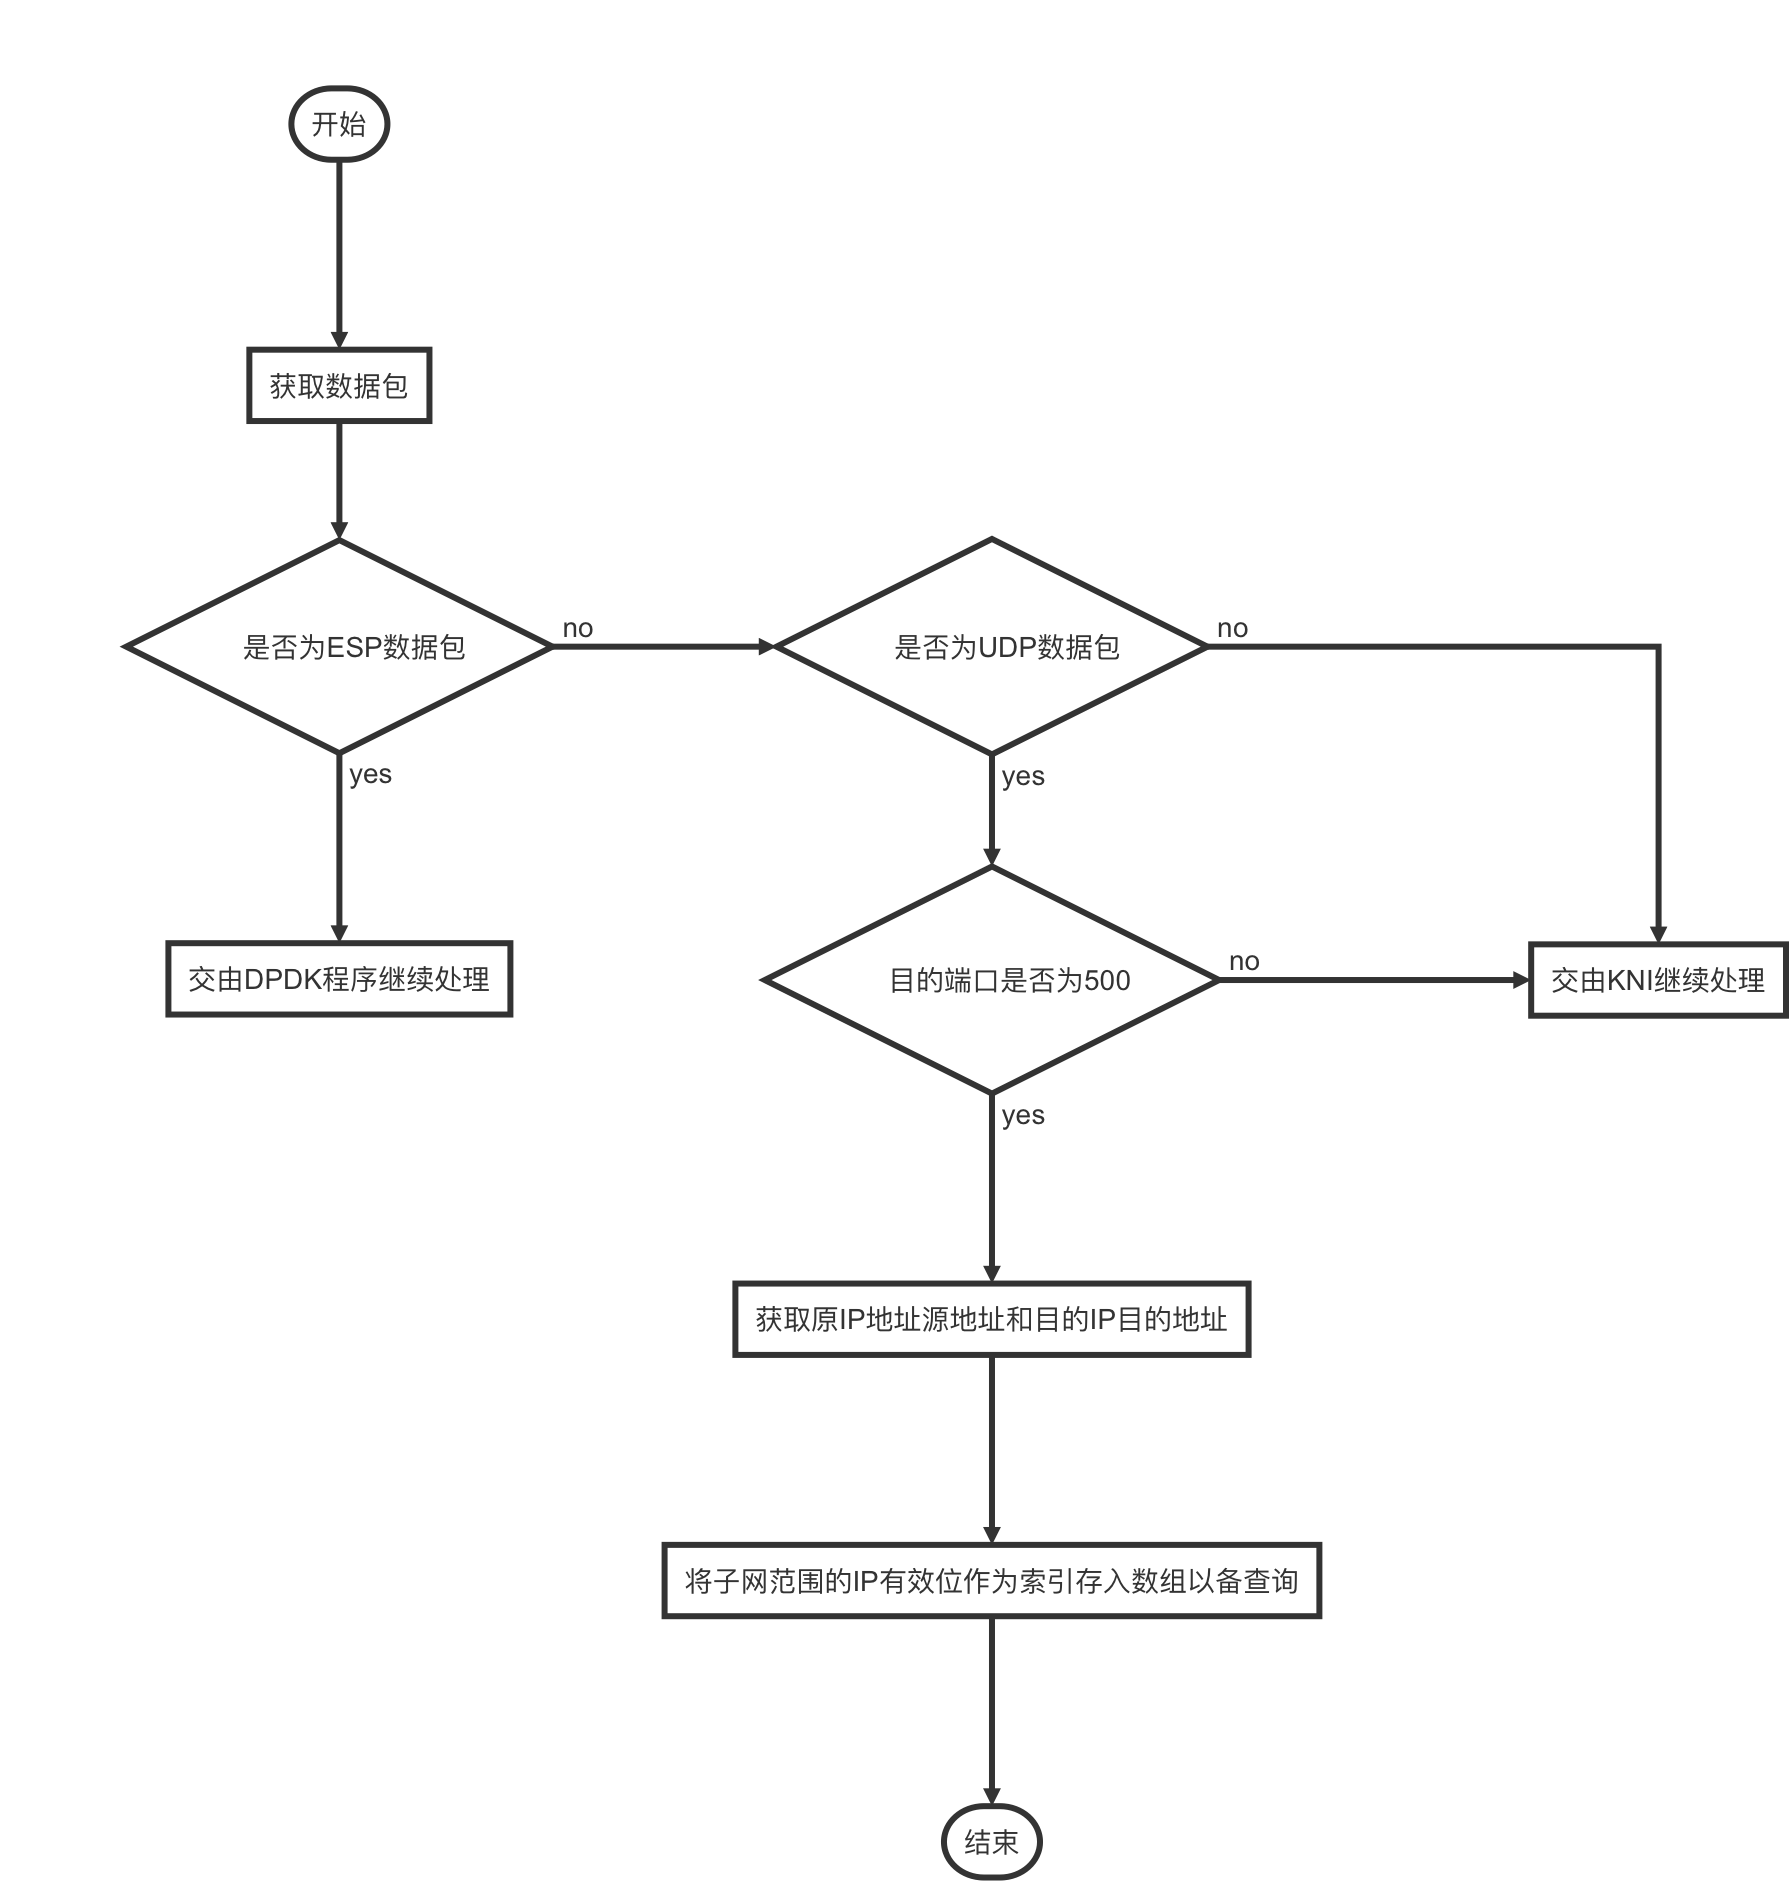 开始
获取数据包
是否为ESP数据包
no
是否为UDP数据包
no
yes
yes
交由DPDK程序继续处理
目的端口是否为500
no
交由KNI继续处理
yes
获取原IP地址源地址和目的IP目的地址
将子网范围的IP有效位作为索引存入数组以备查询
结束